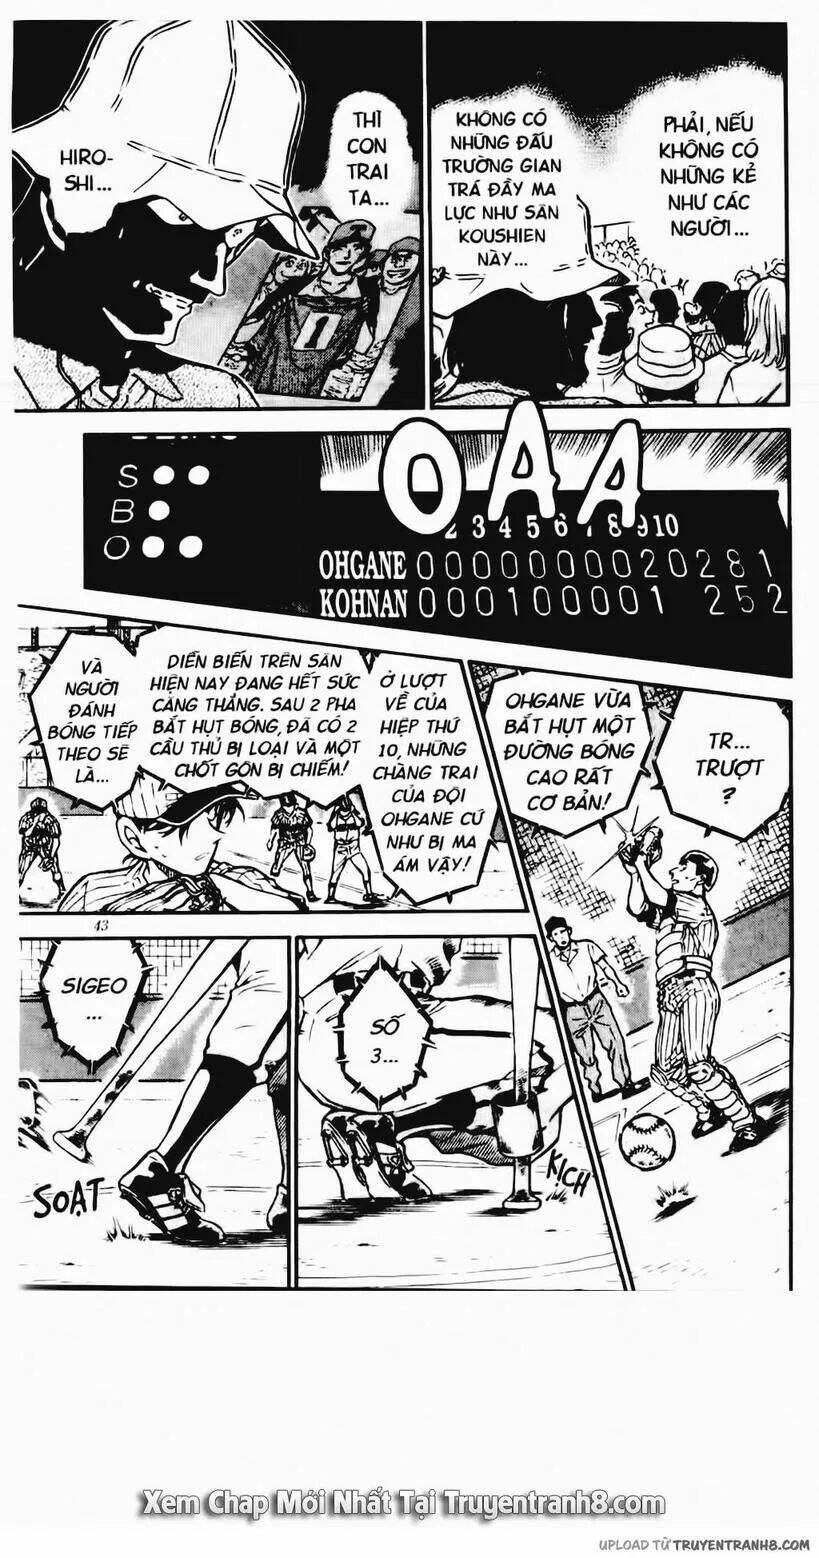 PHẢI, NẾU
KHÔNG CÓ
NHỮNG KẺ
NHƯ CÁC
NGƯỜI...
KHÔNG CÓ
NHỮNG ĐẤU
TRƯỜNG GIAN
TRÁ ĐẦY MA
LỰC NHƯ SÂN
KOUSHIEN
NÀY...
THÌ
CON
TRAI
TA...
HIRO-
SHI...
1
OAA
S
B
O
2 3 4 5 6 7 8 9 10
OHGANE 0 0 0 0 0 0 0 0 0 2 0 2 8 1
KOHNAN 0 0 0 1 0 0 0 0 1 2 5 2
TR...
TRƯỢT
?
OHGANE VỪA
BẮT HỤT MỘT
ĐƯỜNG BÓNG
CAO RẤT
CƠ BẢN!
Ở LƯỢT
VỀ CỦA
HIỆP THỨ
10, NHỮNG
CHÀNG TRAI
CỦA ĐỘI
OHGANE CỨ
NHƯ BỊ MA
ÁM VẬY!
DIỄN BIẾN TRÊN SÂN
HIỆN NAY ĐANG HẾT SỨC
CĂNG THẲNG. SAU 2 PHA
BẮT HỤT BÓNG, ĐÃ CÓ 2
CẦU THỦ BỊ LOẠI VÀ MỘT
CHỐT GÔN BỊ CHIẾM!
VÀ
NGƯỜI
ĐÁNH
BÓNG TIẾP
THEO SẼ
LÀ...
43
SỐ
3...
KỊCH
SIGEO
...
SOẠT
Xem Chap Mới Nhất Tại Truyentranh8.com
UPLOAD TỪ TRUYENTRANH8.COM